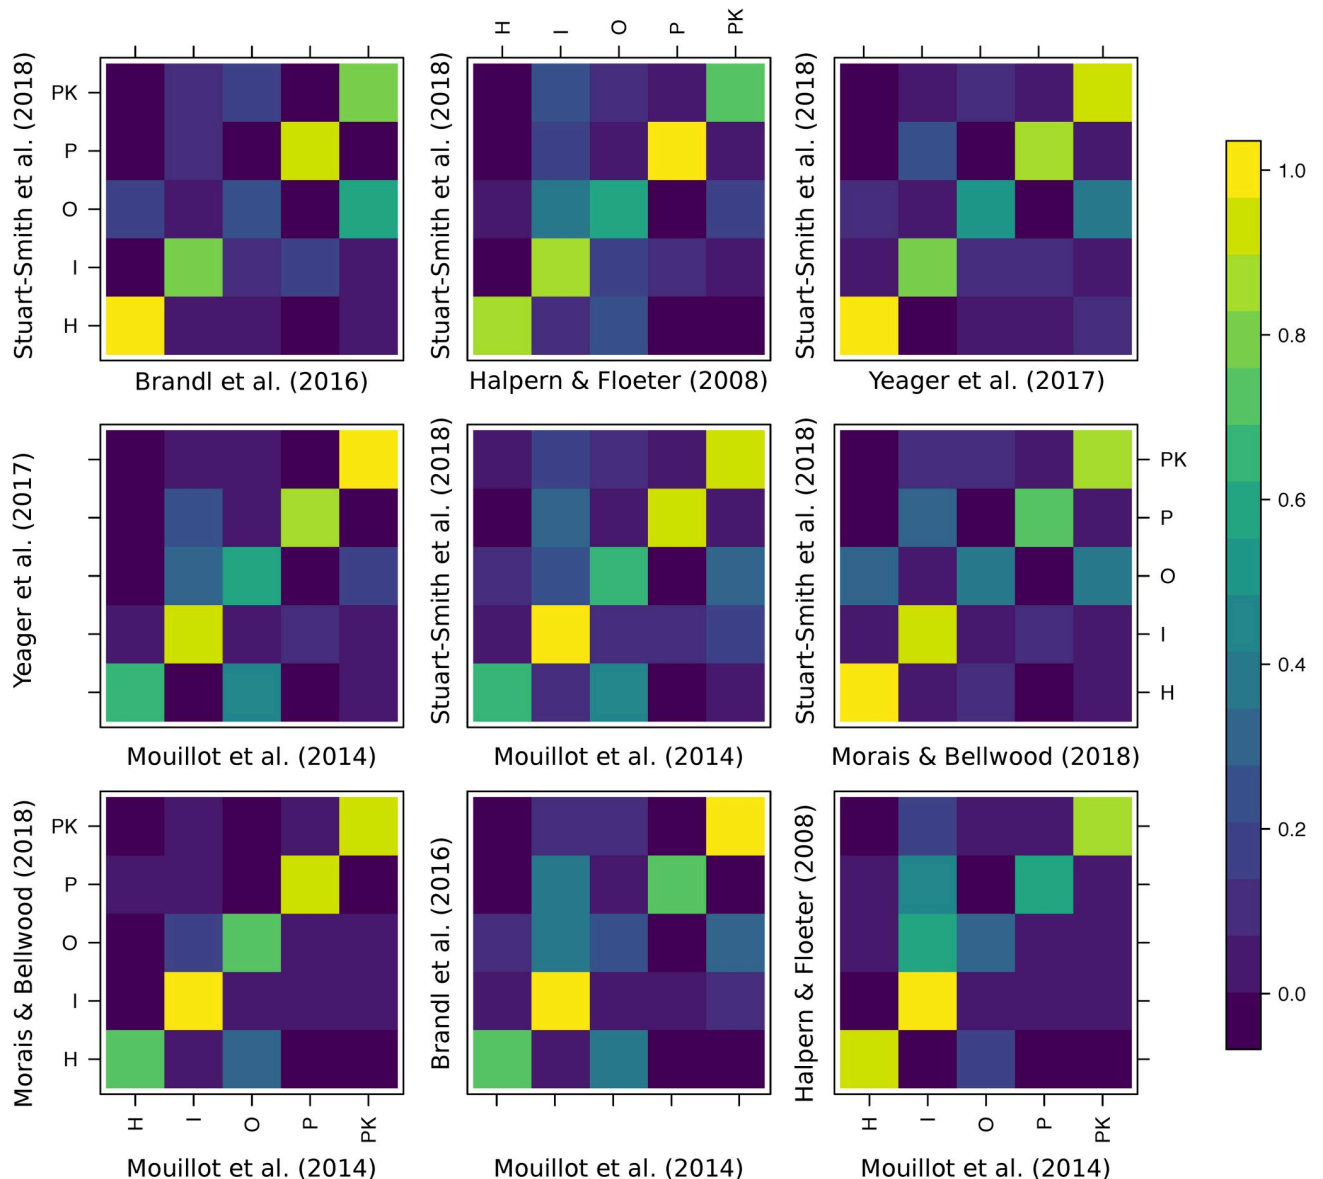 H I O P PK
Stuart-Smith et al. (2018)
PK
P
O
I
H
Brandl et al. (2016)
Stuart-Smith et al. (2018)
Halpern & Floeter (2008)
Stuart-Smith et al. (2018)
Yeager et al. (2017)
1.0
0.8
0.6
0.4
0.2
0.0
Yeager et al. (2017)
Mouillot et al. (2014)
Stuart-Smith et al. (2018)
Mouillot et al. (2014)
Stuart-Smith et al. (2018)
PK
P
O
I
H
Morais & Bellwood (2018)
Morais & Bellwood (2018)
PK
P
O
I
H
H I O P PK
Mouillot et al. (2014)
Brandl et al. (2016)
Mouillot et al. (2014)
Halpern & Floeter (2008)
H I O P PK
Mouillot et al. (2014)